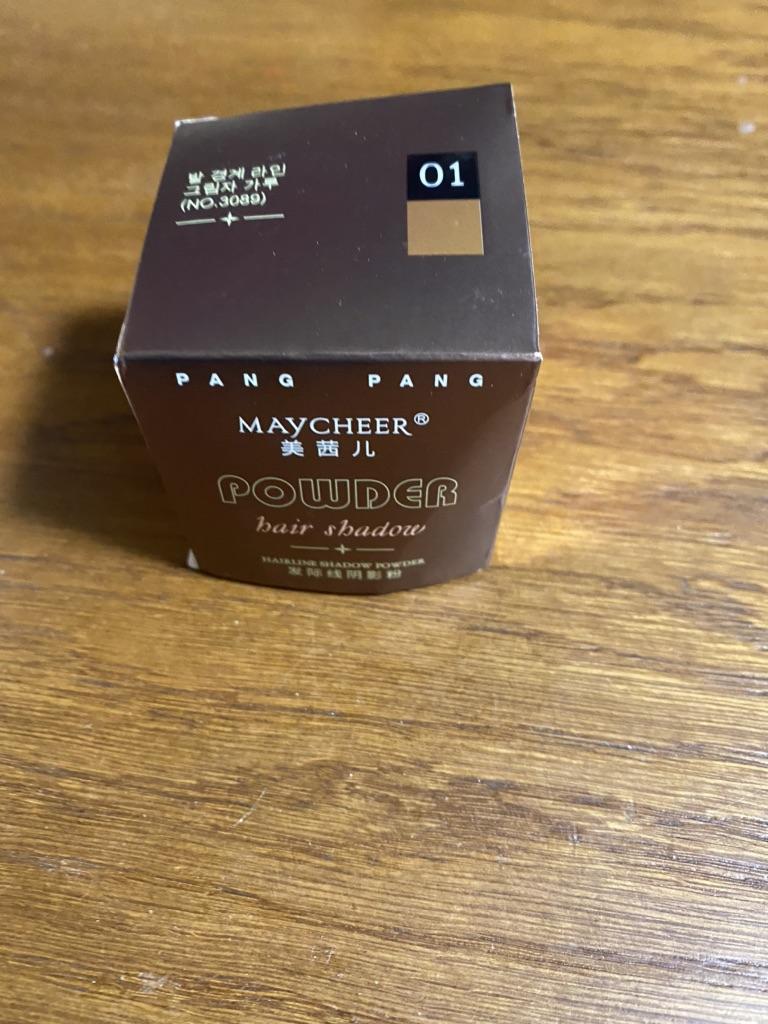 발 경계 라인
그림자 가루
(NO.3089)
01
PANG PANG
MAYCHEER®
美茜儿
POWDER
hair shadow
HAIRLINE SHADOW POWDER
发际线阴影粉